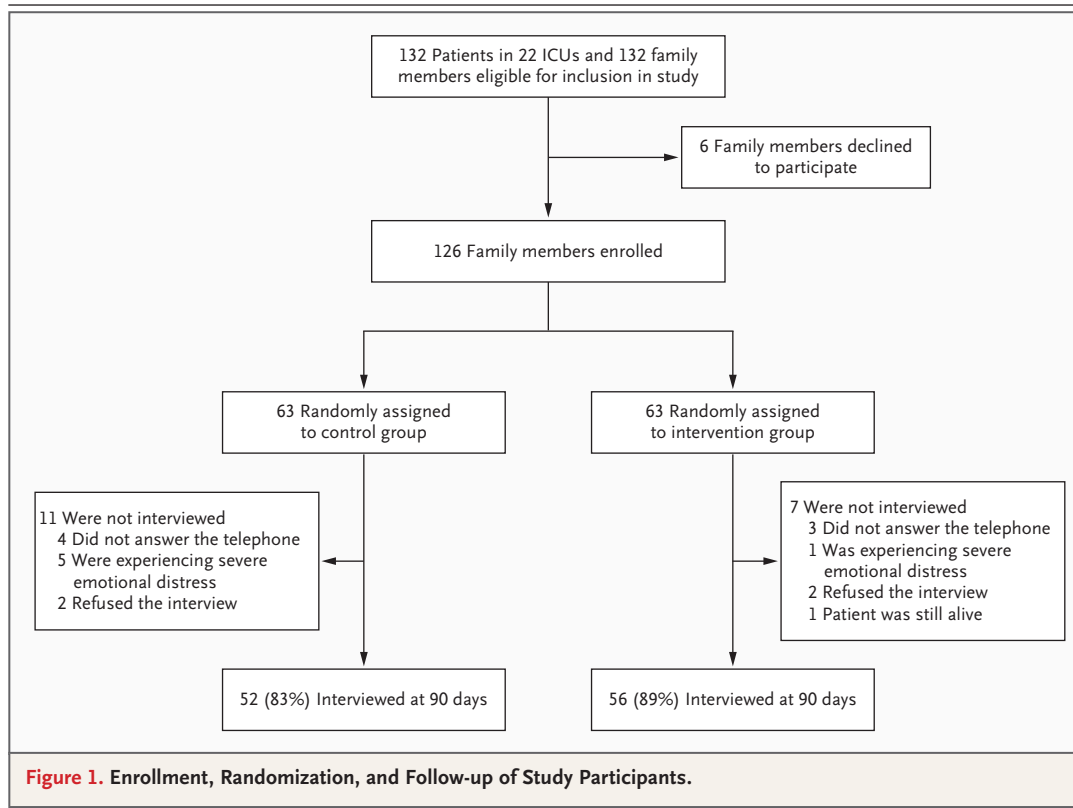 132 Patients in 22 ICUs and 132 family
members eligible for inclusion in study
6 Family members declined
to participate
126 Family members enrolled
63 Randomly assigned
to control group
63 Randomly assigned
to intervention group
11 Were not interviewed
4 Did not answer the telephone
5 Were experiencing severe
emotional distress
2 Refused the interview
7 Were not interviewed
3 Did not answer the telephone
1 Was experiencing severe
emotional distress
2 Refused the interview
1 Patient was still alive
52 (83%) Interviewed at 90 days
56 (89%) Interviewed at 90 days
Figure 1. Enrollment, Randomization, and Follow-up of Study Participants.